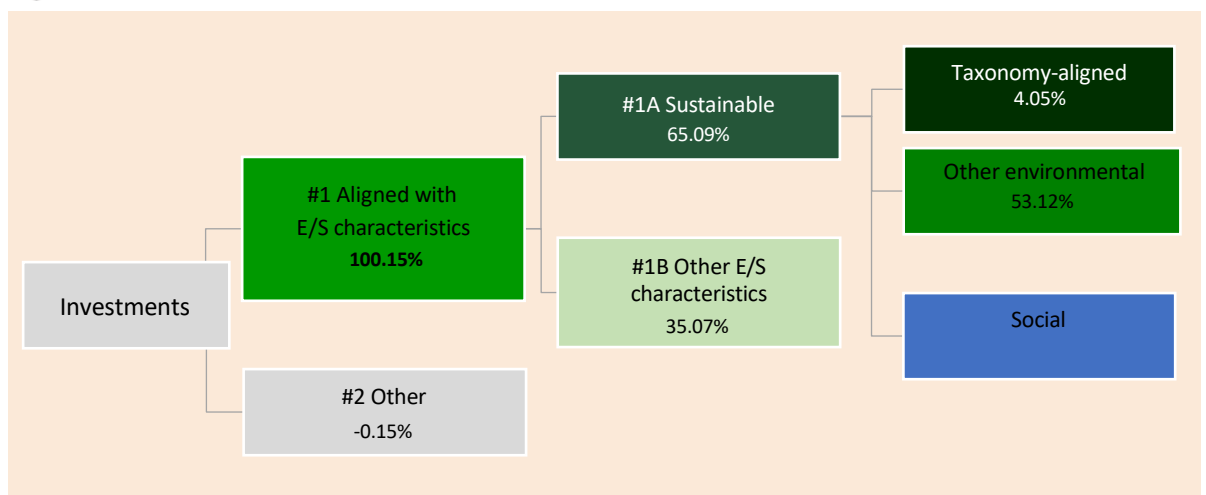 Investments
#1 Aligned with
E/S characteristics
100.15%
#2 Other
-0.15%
#1A Sustainable
65.09%
#1B Other E/S
characteristics
35.07%
Taxonomy-aligned
4.05%
Other environmental
53.12%
Social